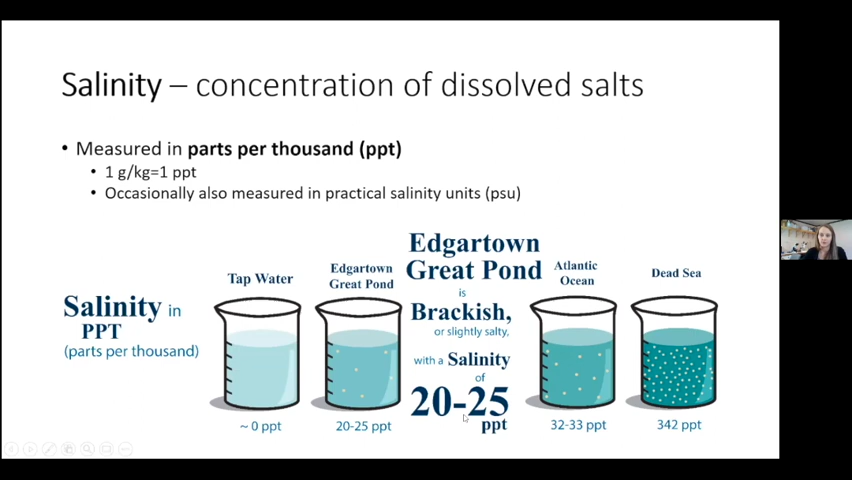 Salinity – concentration of dissolved salts
• Measured in parts per thousand (ppt)
• 1 g/kg=1 ppt
• Occasionally also measured in practical salinity units (psu)
Salinity in
PPT
(parts per thousand)
Tap Water
~ 0 ppt
Edgartown
Great Pond
20-25 ppt
Edgartown
Great Pond
is
Brackish,
or slightly salty,
with a Salinity
of
20-25
ppt
Atlantic
Ocean
32-33 ppt
Dead Sea
342 ppt